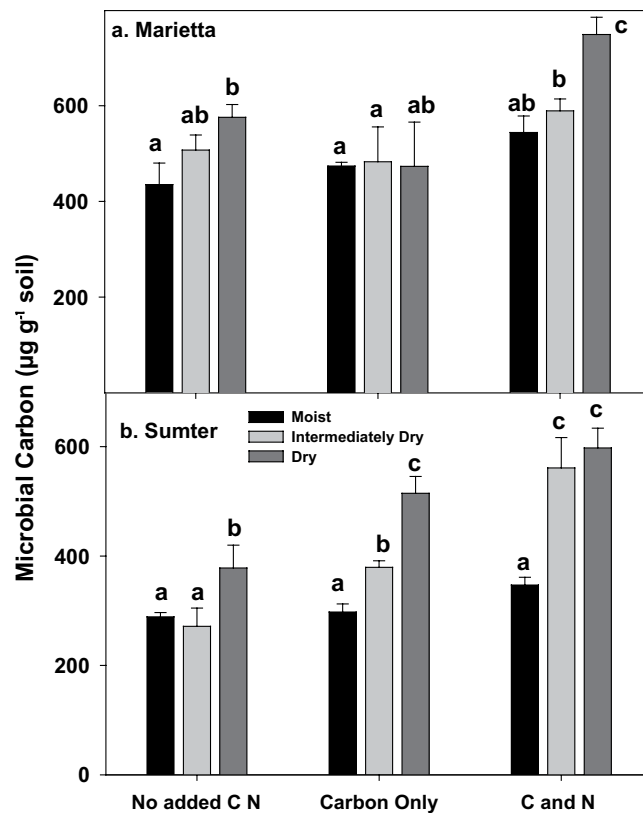 a. Marietta
c
b
ab
a
a
a
ab
ab
b
600
400
200
Microbial Carbon (µg g⁻¹ soil)
b. Sumter
Moist
Intermediately Dry
Dry
600
400
200
0
a
a
b
a
b
c
a
c
c
No added C N
Carbon Only
C and N